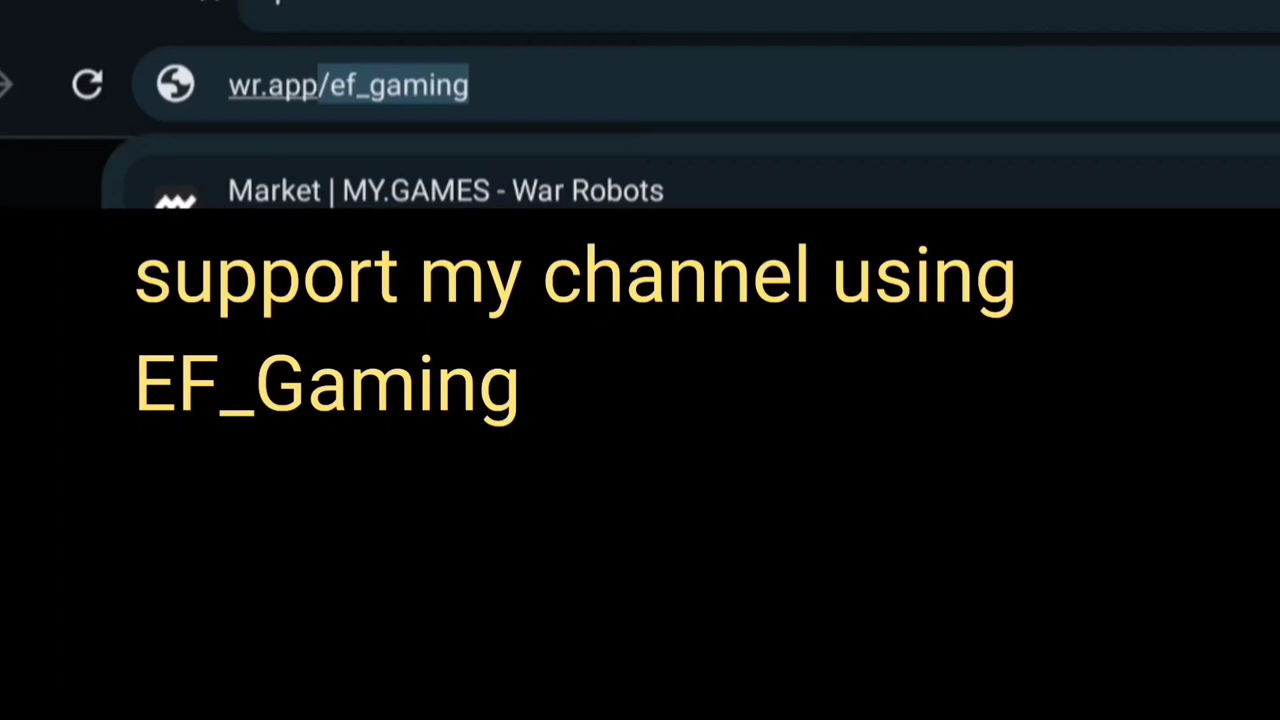 wr.app/ef_gaming
Market | MY.GAMES - War Robots
support my channel using
EF_Gaming